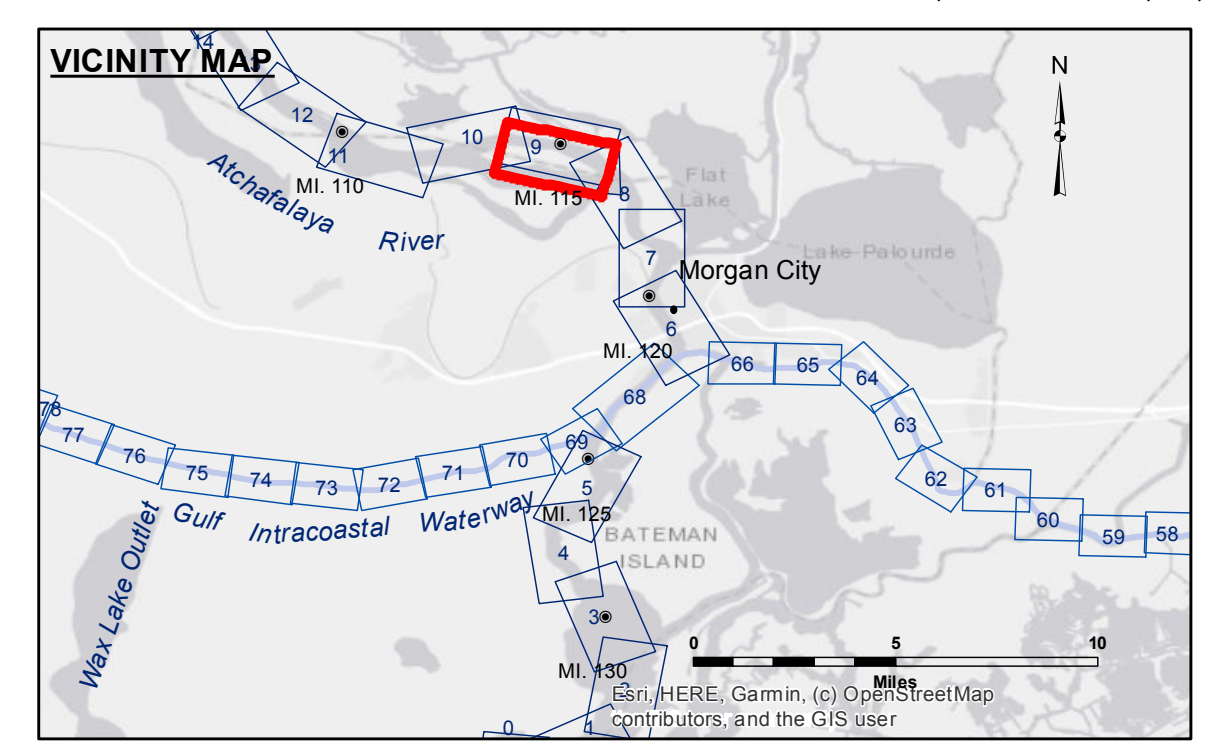 VICINITY MAP
N
14
13
12
11
10
9
8
MI. 110
MI. 115
Atchafalaya
River
Flat
Lake
7
Lake Palourde
Morgan City
6
MI. 120
66
65
64
63
62
61
60
59
58
68
69
70
71
72
73
74
75
76
77
78
Gulf
Intracoastal
Waterway
Wax Lake Outlet
5
MI. 125
BATEMAN
ISLAND
4
3
MI. 130
2
1
0
0
5
10
Miles
Esri, HERE, Garmin, (c) OpenStreetMap
contributors, and the GIS user